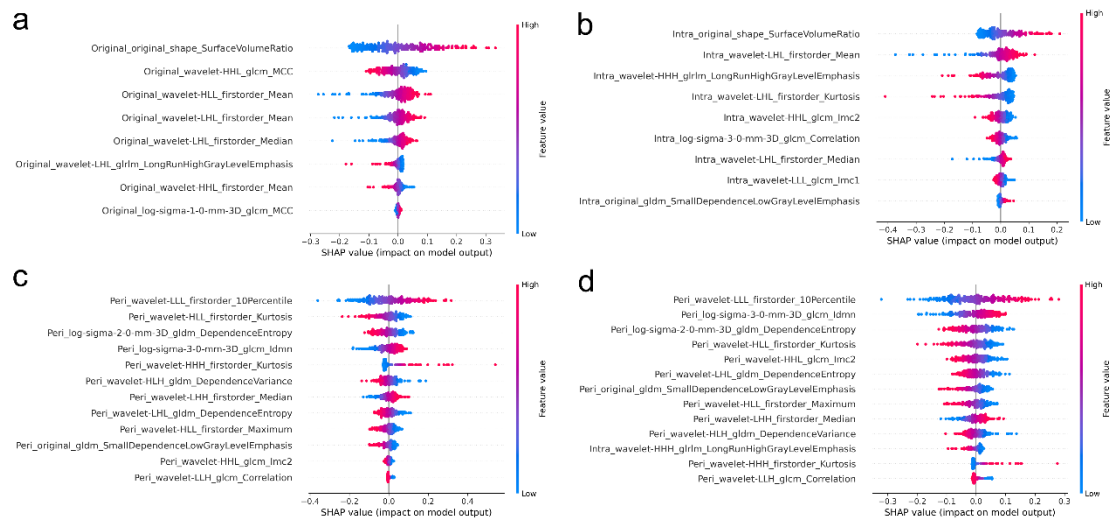 a
High
Original_original_shape_SurfaceVolumeRatio
Original_wavelet-HHL_glcm_MCC
Original_wavelet-HLL_firstorder_Mean
Original_wavelet-LHL_firstorder_Mean
Original_wavelet-LHL_firstorder_Median
Original_wavelet-LHL_glrlm_LongRunHighGrayLevelEmphasis
Original_wavelet-HHL_firstorder_Mean
Original_log-sigma-1-0-mm-3D_glcm_MCC
Feature value
Low
−0.3 −0.2 −0.1 0.0 0.1 0.2 0.3
SHAP value (impact on model output)
b
High
Intra_original_shape_SurfaceVolumeRatio
Intra_wavelet-LHL_firstorder_Mean
Intra_wavelet-HHH_glrlm_LongRunHighGrayLevelEmphasis
Intra_wavelet-LHL_firstorder_Kurtosis
Intra_wavelet-HHL_glcm_Imc2
Intra_log-sigma-3-0-mm-3D_glcm_Correlation
Intra_wavelet-LHL_firstorder_Median
Intra_wavelet-LLL_glcm_Imc1
Intra_original_gldm_SmallDependenceLowGrayLevelEmphasis
Feature value
Low
−0.4 −0.3 −0.2 −0.1 0.0 0.1 0.2
SHAP value (impact on model output)
c
High
Peri_wavelet-LLL_firstorder_10Percentile
Peri_wavelet-HLL_firstorder_Kurtosis
Peri_log-sigma-2-0-mm-3D_gldm_DependenceEntropy
Peri_log-sigma-3-0-mm-3D_glcm_Idmn
Peri_wavelet-HHH_firstorder_Kurtosis
Peri_wavelet-HLH_gldm_DependenceVariance
Peri_wavelet-LHH_firstorder_Median
Peri_wavelet-LHL_gldm_DependenceEntropy
Peri_wavelet-HLL_firstorder_Maximum
Peri_original_gldm_SmallDependenceLowGrayLevelEmphasis
Peri_wavelet-HHL_glcm_Imc2
Peri_wavelet-LLH_glcm_Correlation
Feature value
Low
−0.4 −0.2 0.0 0.2 0.4
SHAP value (impact on model output)
d
High
Peri_wavelet-LLL_firstorder_10Percentile
Peri_log-sigma-3-0-mm-3D_glcm_Idmn
Peri_log-sigma-2-0-mm-3D_gldm_DependenceEntropy
Peri_wavelet-HLL_firstorder_Kurtosis
Peri_wavelet-HHL_glcm_Imc2
Peri_wavelet-LHL_gldm_DependenceEntropy
Peri_original_gldm_SmallDependenceLowGrayLevelEmphasis
Peri_wavelet-HLL_firstorder_Maximum
Peri_wavelet-LHH_firstorder_Median
Peri_wavelet-HLH_gldm_DependenceVariance
Intra_wavelet-HHH_glrlm_LongRunHighGrayLevelEmphasis
Peri_wavelet-HHH_firstorder_Kurtosis
Peri_wavelet-LLH_glcm_Correlation
Feature value
Low
−0.3 −0.2 −0.1 0.0 0.1 0.2 0.3
SHAP value (impact on model output)